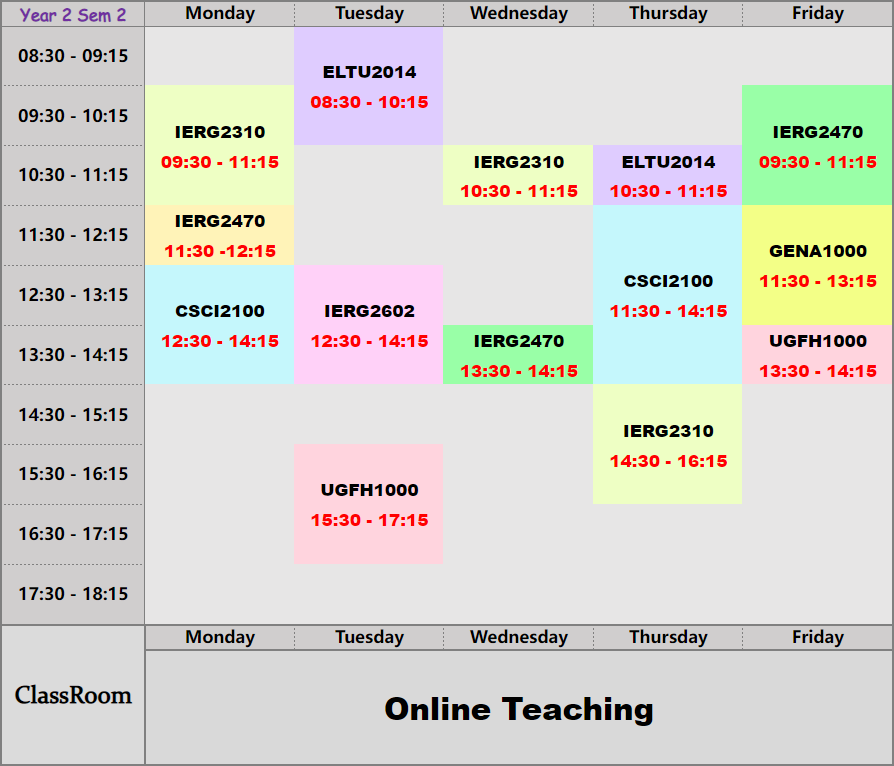 Year 2 Sem 2
Monday Tuesday Wednesday Thursday Friday
08:30 - 09:15
09:30 - 10:15
10:30 - 11:15
11:30 - 12:15
12:30 - 13:15
13:30 - 14:15
14:30 - 15:15
15:30 - 16:15
16:30 - 17:15
17:30 - 18:15
IERG2310
09:30 - 11:15
IERG2470
11:30 -12:15
CSCI2100
12:30 - 14:15
ELTU2014
08:30 - 10:15
IERG2602
12:30 - 14:15
UGFH1000
15:30 - 17:15
IERG2310
10:30 - 11:15
IERG2470
13:30 - 14:15
ELTU2014
10:30 - 11:15
CSCI2100
11:30 - 14:15
IERG2310
14:30 - 16:15
IERG2470
09:30 - 11:15
GENA1000
11:30 - 13:15
UGFH1000
13:30 - 14:15
Monday Tuesday Wednesday Thursday Friday
ClassRoom
Online Teaching